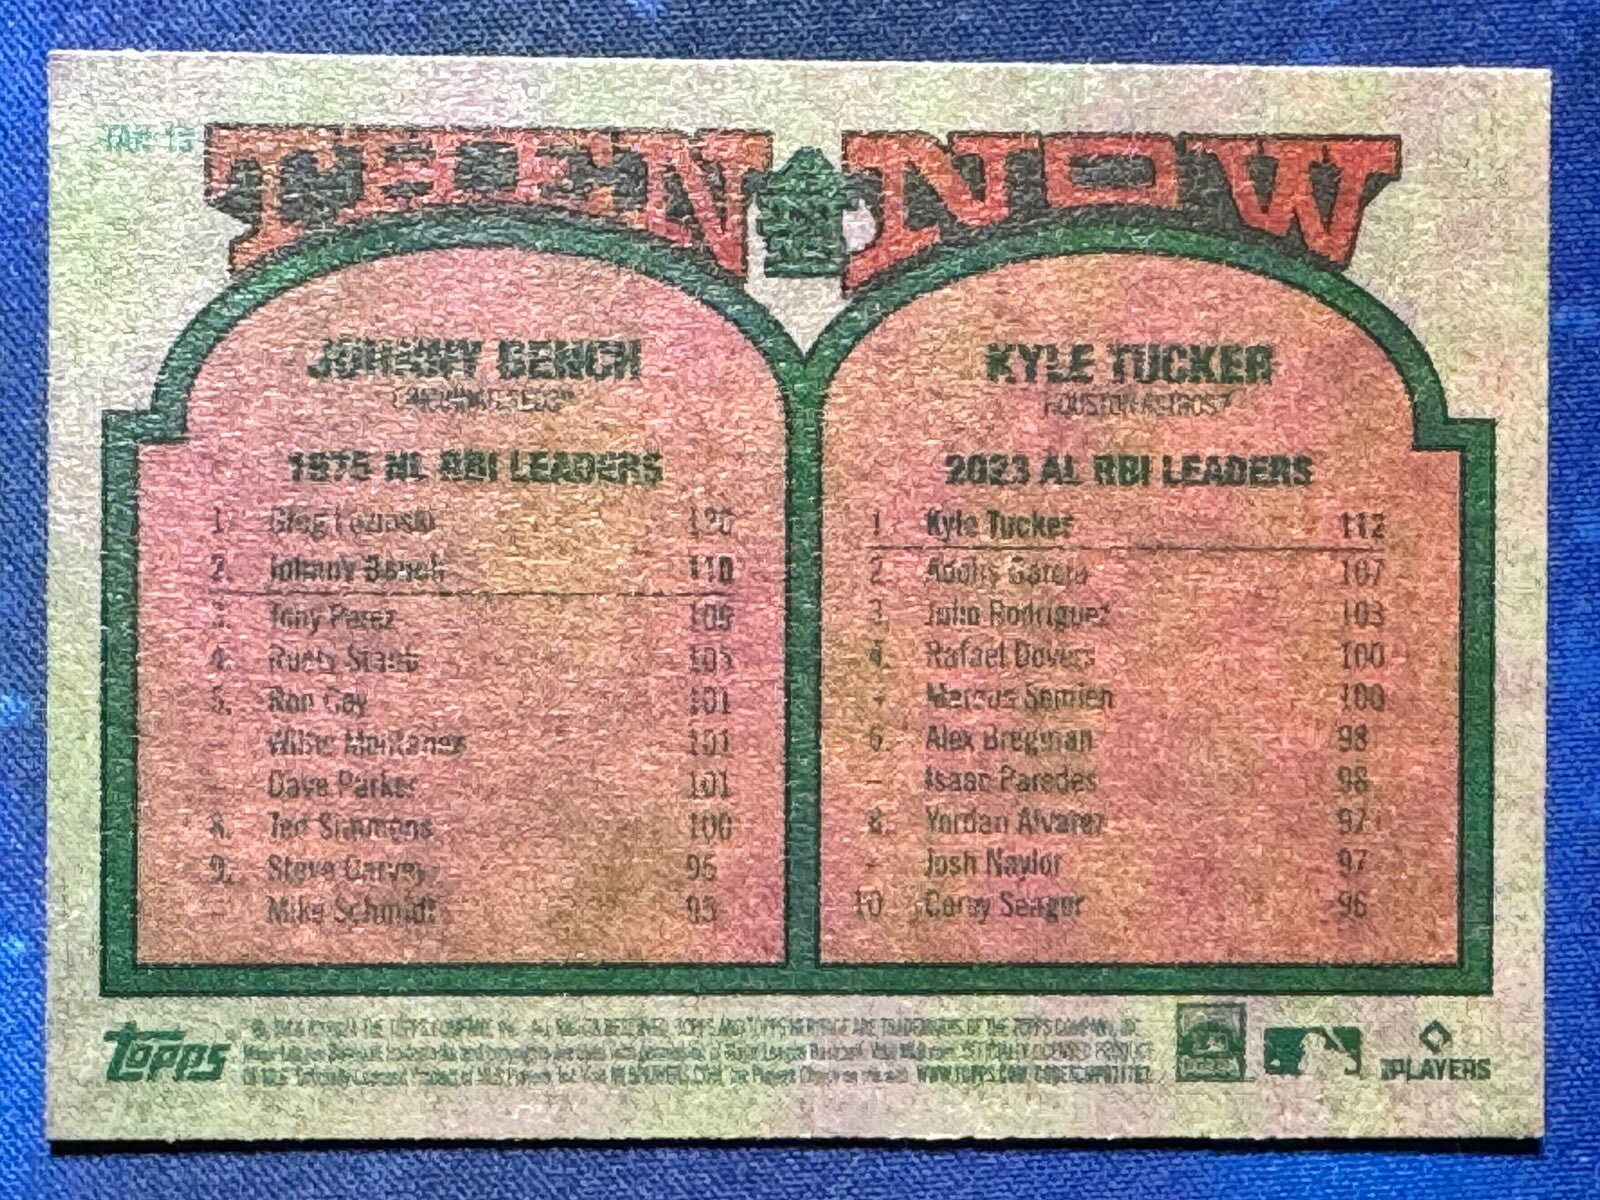 THEN & NOW
JOHNNY BENCH
CINCINNATI REDS®
1975 NL RBI LEADERS
1. Greg Luzinski 120
2. Johnny Bench 110
3. Tony Perez 109
4. Rusty Staub 105
5. Ron Cey 101
– Willie Montanez 101
– Dave Parker 101
8. Ted Simmons 100
9. Steve Garvey 95
– Mike Schmidt 95
KYLE TUCKER
HOUSTON ASTROS®
2023 AL RBI LEADERS
1. Kyle Tucker 112
2. Adolis García 107
3. Julio Rodríguez 103
4. Rafael Devers 100
– Marcus Semien 100
6. Alex Bregman 98
– Isaac Paredes 98
8. Yordan Alvarez 97
– Josh Naylor 97
10. Corey Seager 96
topps
PLAYERS